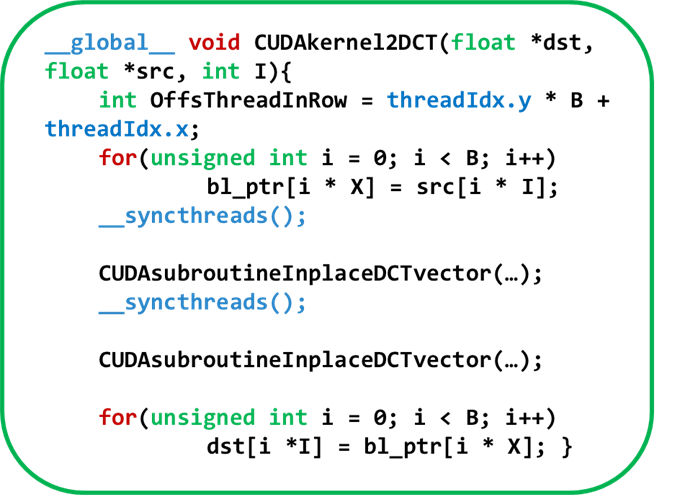 __global__ void CUDAkernel2DCT(float *dst,
float *src, int I){
    int OffsThreadInRow = threadIdx.y * B +
threadIdx.x;
    for(unsigned int i = 0; i < B; i++)
            bl_ptr[i * X] = src[i * I];
    __syncthreads();

    CUDAsubroutineInplaceDCTvector(…);
    __syncthreads();

    CUDAsubroutineInplaceDCTvector(…);

    for(unsigned int i = 0; i < B; i++)
            dst[i *I] = bl_ptr[i * X]; }